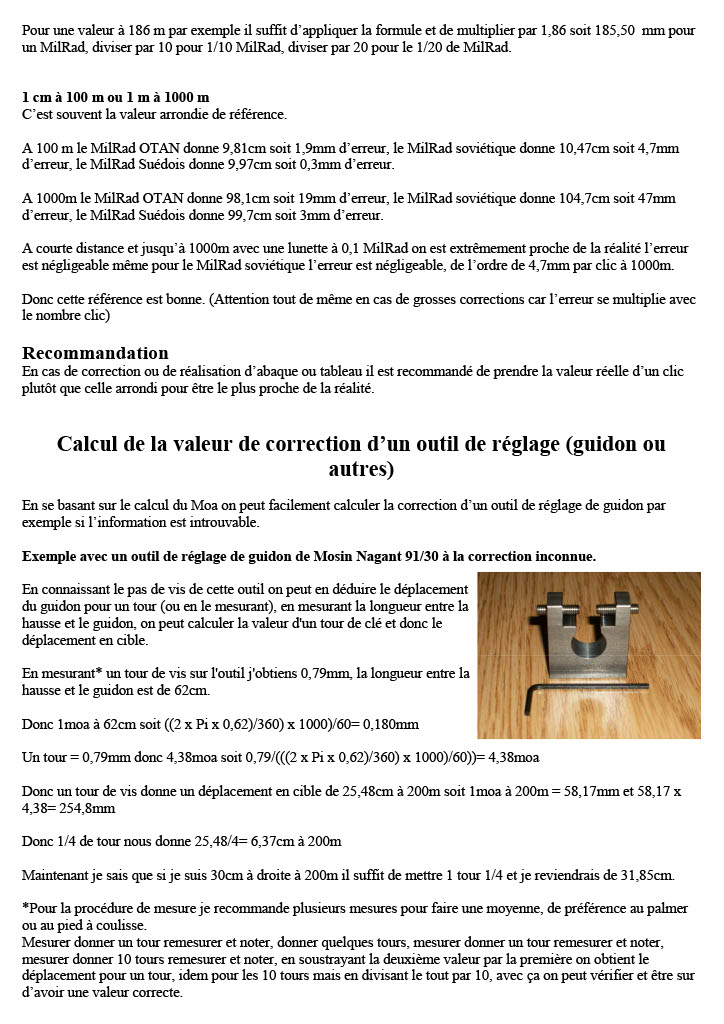 Pour une valeur à 186 m par exemple il suffit d’appliquer la formule et de multiplier par 1,86 soit 185,50  mm pour
un MilRad, diviser par 10 pour 1/10 MilRad, diviser par 20 pour le 1/20 de MilRad.
1 cm à 100 m ou 1 m à 1000 m
C’est souvent la valeur arrondie de référence.
A 100 m le MilRad OTAN donne 9,81cm soit 1,9mm d’erreur, le MilRad soviétique donne 10,47cm soit 4,7mm
d’erreur, le MilRad Suédois donne 9,97cm soit 0,3mm d’erreur.
A 1000m le MilRad OTAN donne 98,1cm soit 19mm d’erreur, le MilRad soviétique donne 104,7cm soit 47mm
d’erreur, le MilRad Suédois donne 99,7cm soit 3mm d’erreur.
A courte distance et jusqu’à 1000m avec une lunette à 0,1 MilRad on est extrêmement proche de la réalité l’erreur
est négligeable même pour le MilRad soviétique l’erreur est négligeable, de l’ordre de 4,7mm par clic à 1000m.
Donc cette référence est bonne. (Attention tout de même en cas de grosses corrections car l’erreur se multiplie avec
le nombre clic)
Recommandation
En cas de correction ou de réalisation d’abaque ou tableau il est recommandé de prendre la valeur réelle d’un clic
plutôt que celle arrondi pour être le plus proche de la réalité.
Calcul de la valeur de correction d’un outil de réglage (guidon ou
autres)
En se basant sur le calcul du Moa on peut facilement calculer la correction d’un outil de réglage de guidon par
exemple si l’information est introuvable.
Exemple avec un outil de réglage de guidon de Mosin Nagant 91/30 à la correction inconnue.
En connaissant le pas de vis de cette outil on peut en déduire le déplacement
du guidon pour un tour (ou en le mesurant), en mesurant la longueur entre la
hausse et le guidon, on peut calculer la valeur d'un tour de clé et donc le
déplacement en cible.
En mesurant* un tour de vis sur l'outil j'obtiens 0,79mm, la longueur entre la
hausse et le guidon est de 62cm.
Donc 1moa à 62cm soit ((2 x Pi x 0,62)/360) x 1000)/60= 0,180mm
Un tour = 0,79mm donc 4,38moa soit 0,79/(((2 x Pi x 0,62)/360) x 1000)/60))= 4,38moa
Donc un tour de vis donne un déplacement en cible de 25,48cm à 200m soit 1moa à 200m = 58,17mm et 58,17 x
4,38= 254,8mm
Donc 1/4 de tour nous donne 25,48/4= 6,37cm à 200m
Maintenant je sais que si je suis 30cm à droite à 200m il suffit de mettre 1 tour 1/4 et je reviendrais de 31,85cm.
*Pour la procédure de mesure je recommande plusieurs mesures pour faire une moyenne, de préférence au palmer
ou au pied à coulisse.
Mesurer donner un tour remesurer et noter, donner quelques tours, mesurer donner un tour remesurer et noter,
mesurer donner 10 tours remesurer et noter, en soustrayant la deuxième valeur par la première on obtient le
déplacement pour un tour, idem pour les 10 tours mais en divisant le tout par 10, avec ça on peut vérifier et être sur
d’avoir une valeur correcte.